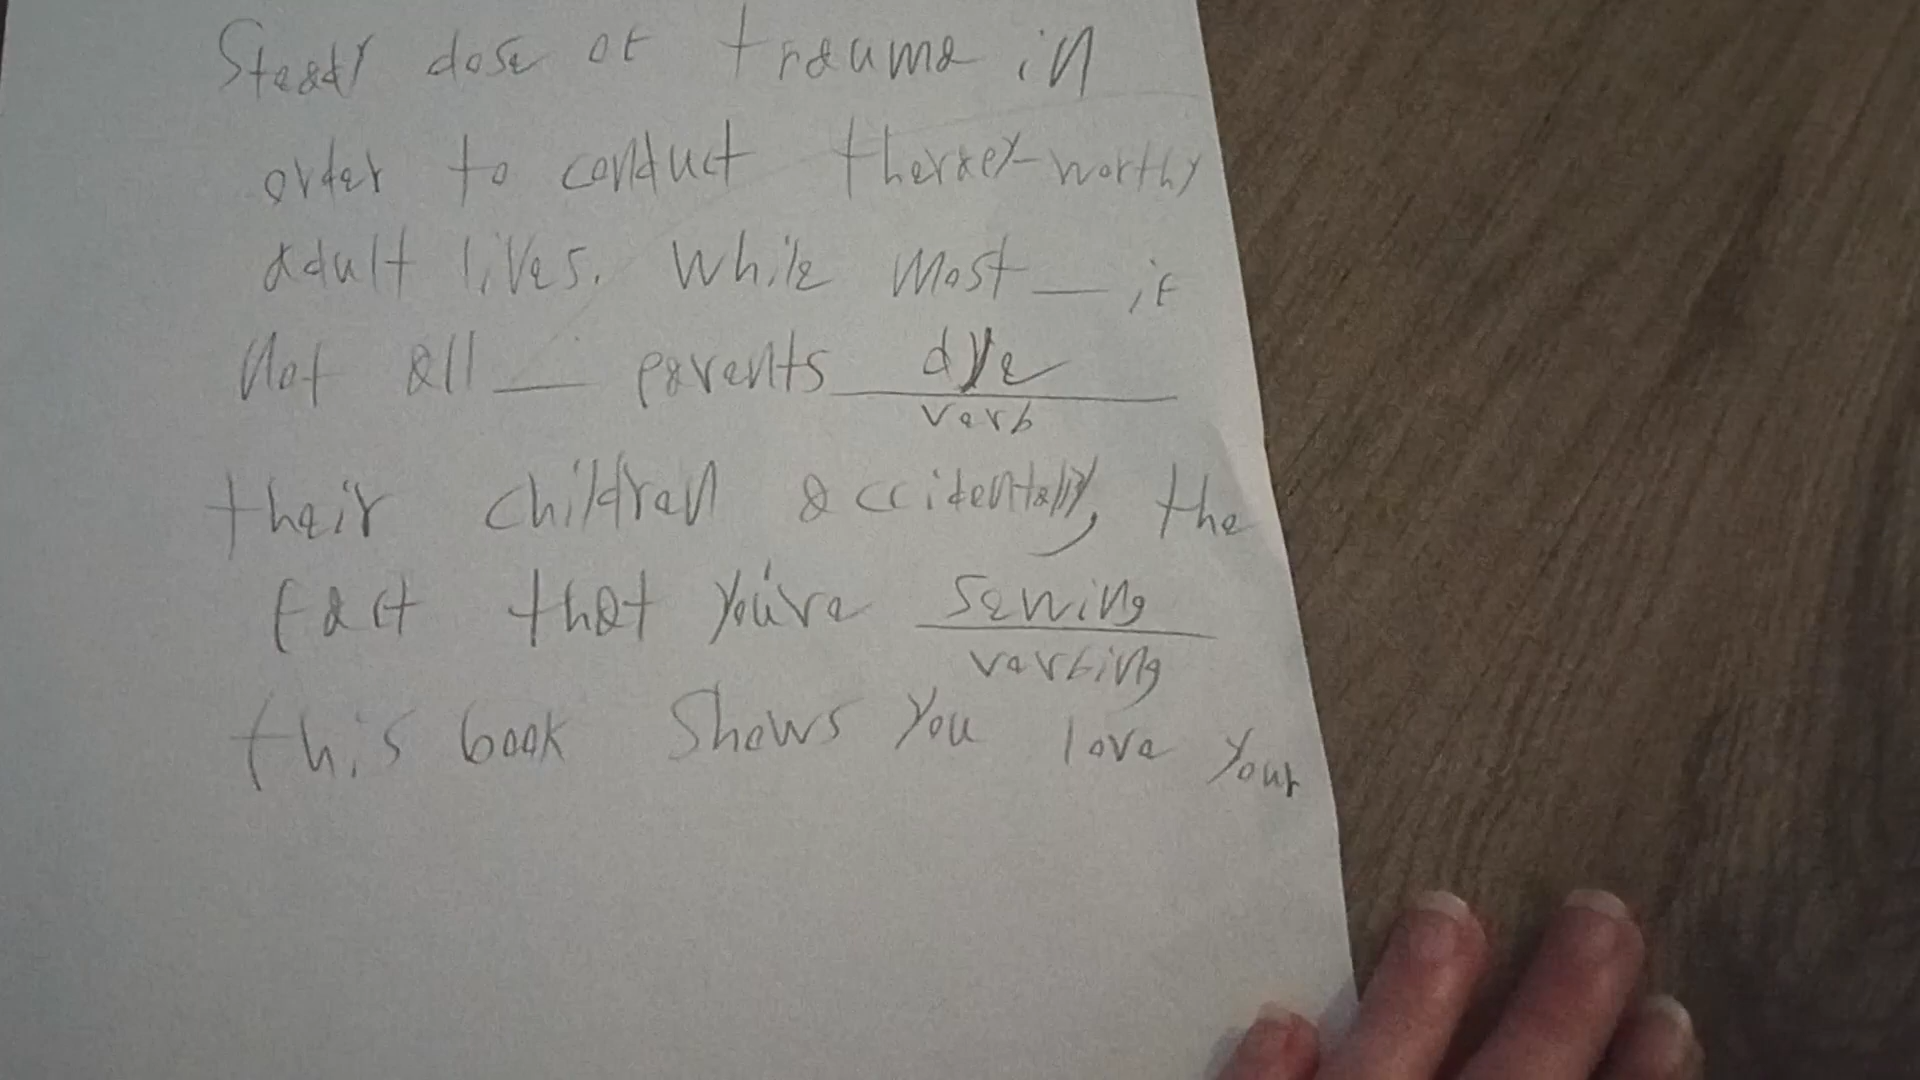 Steady dose of trauma in
order to conduct therapy-worthy
adult lives. While most — if
not all — parents dye
verb
their children accidentally, the
fact that you're sewing
verbing
this book shows you love your